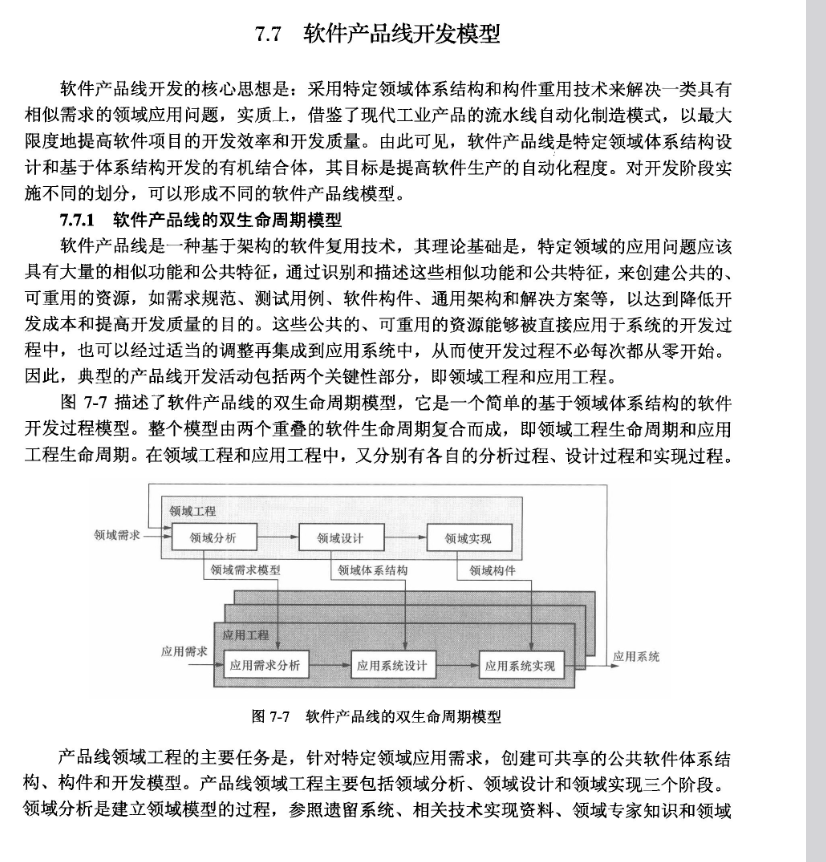 7.7 软件产品线开发模型
软件产品线开发的核心思想是：采用特定领域体系结构和构件重用技术来解决一类具有
相似需求的领域应用问题，实质上，借鉴了现代工业产品的流水线自动化制造模式，以最大
限度地提高软件项目的开发效率和开发质量。由此可见，软件产品线是特定领域体系结构设
计和基于体系结构开发的有机结合体，其目标是提高软件生产的自动化程度。对开发阶段实
施不同的划分，可以形成不同的软件产品线模型。
7.7.1 软件产品线的双生命周期模型
软件产品线是一种基于架构的软件复用技术，其理论基础是，特定领域的应用问题应该
具有大量的相似功能和公共特征，通过识别和描述这些相似功能和公共特征，来创建公共的、
可重用的资源，如需求规范、测试用例、软件构件、通用架构和解决方案等，以达到降低开
发成本和提高开发质量的目的。这些公共的、可重用的资源能够被直接应用于系统的开发过
程中，也可以经过适当的调整再集成到应用系统中，从而使开发过程不必每次都从零开始。
因此，典型的产品线开发活动包括两个关键性部分，即领域工程和应用工程。
图 7-7 描述了软件产品线的双生命周期模型，它是一个简单的基于领域体系结构的软件
开发过程模型。整个模型由两个重叠的软件生命周期复合而成，即领域工程生命周期和应用
工程生命周期。在领域工程和应用工程中，又分别有各自的分析过程、设计过程和实现过程。
领域工程
领域需求 领域分析 领域设计 领域实现
领域需求模型 领域体系结构 领域构件
应用工程
应用需求 应用需求分析 应用系统设计 应用系统实现 应用系统
图 7-7 软件产品线的双生命周期模型
产品线领域工程的主要任务是，针对特定领域应用需求，创建可共享的公共软件体系结
构、构件和开发模型。产品线领域工程主要包括领域分析、领域设计和领域实现三个阶段。
领域分析是建立领域模型的过程，参照遗留系统、相关技术实现资料、领域专家知识和领域